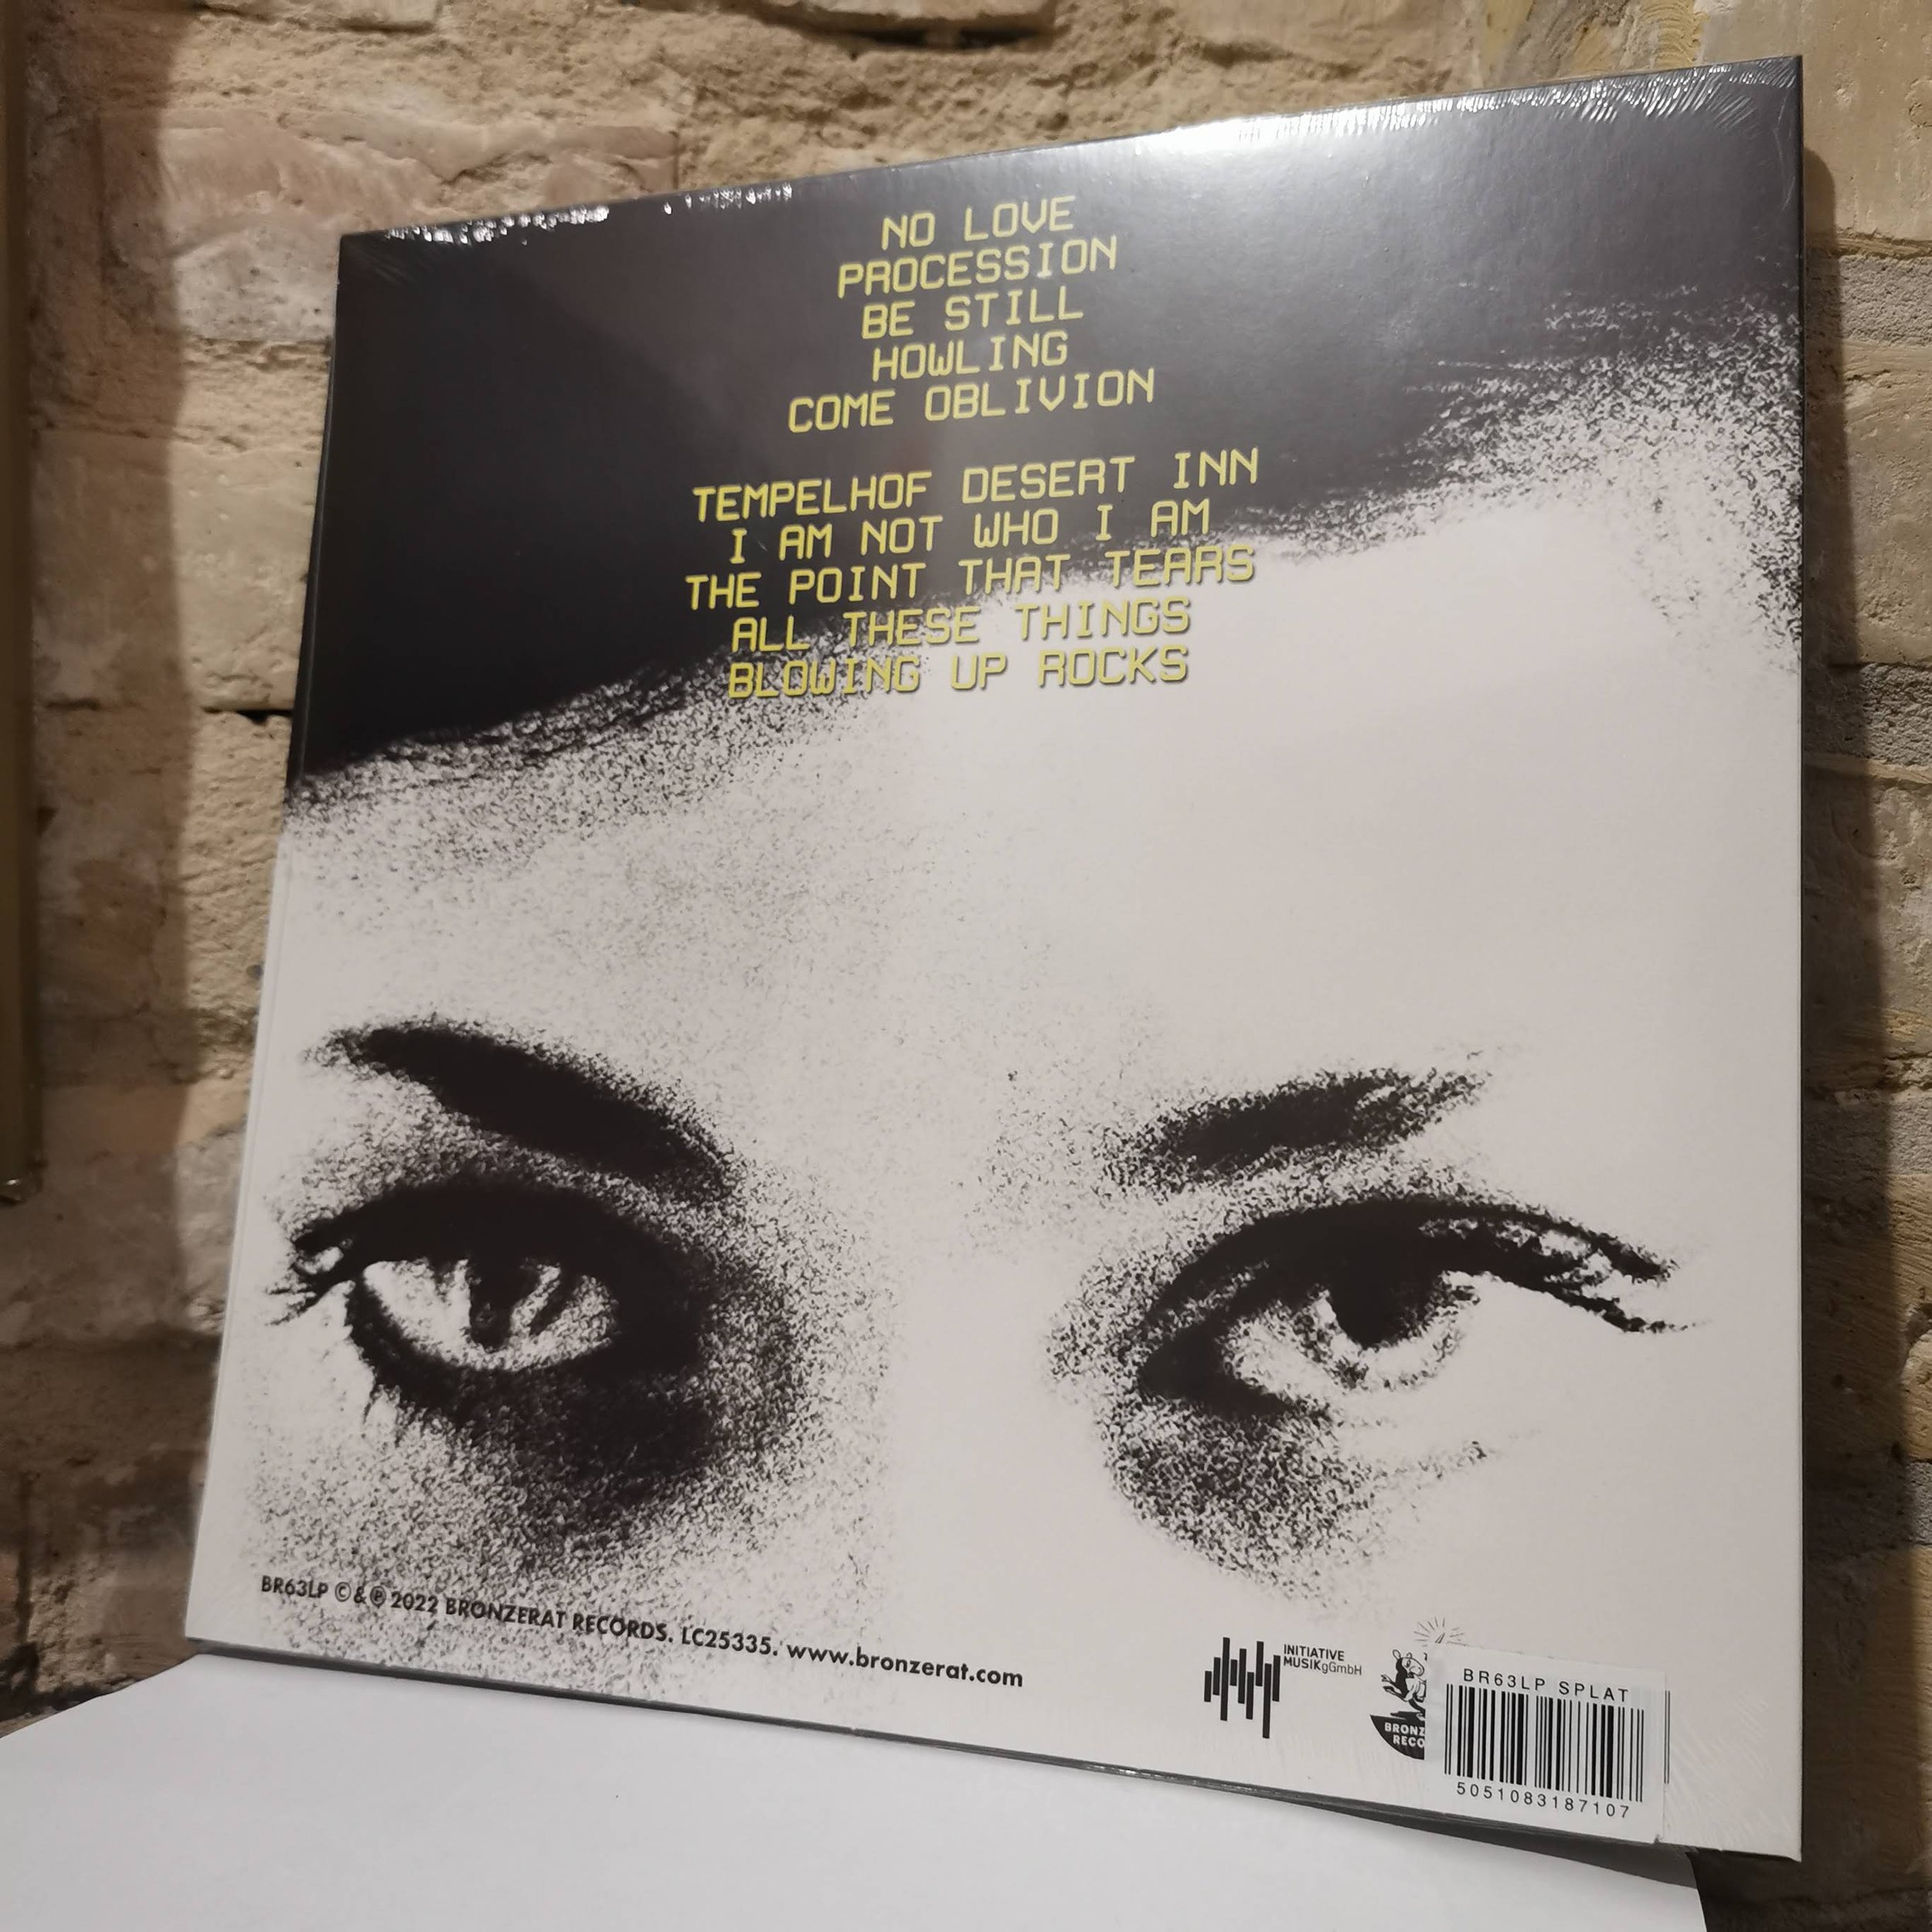 NO LOVE
PROCESSION
BE STILL
HOWLING
COME OBLIVION
TEMPELHOF DESERT INN
I AM NOT WHO I AM
THE POINT THAT TEARS
ALL THESE THINGS
BLOWING UP ROCKS
BR63LP ©&℗ 2022 BRONZERAT RECORDS. LC25335. www.bronzerat.com
INITIATIVE
MUSIKgGmbH
BRONZ
RECO
BR63LP SPLAT
5051083187107